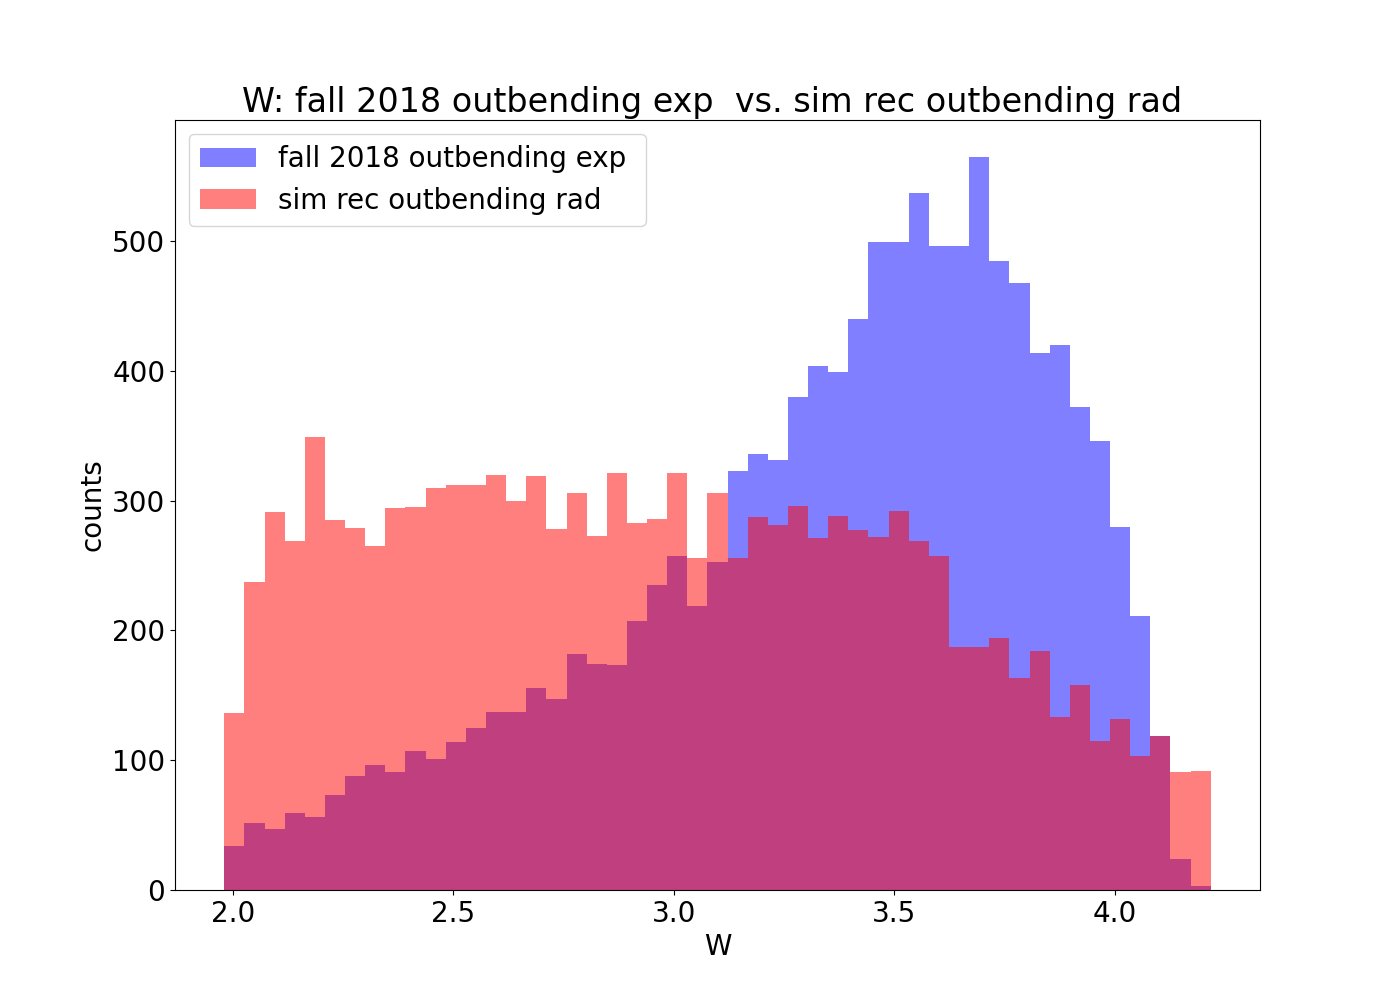 W: fall 2018 outbending exp  vs. sim rec outbending rad
fall 2018 outbending exp
sim rec outbending rad
counts
500
400
300
200
100
0
2.0 2.5 3.0 3.5 4.0
W